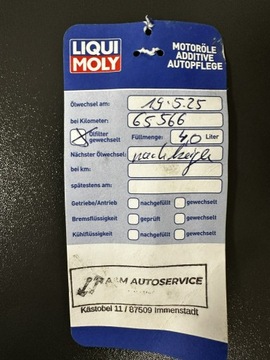 LIQUI
MOLY
MOTORÖLE
ADDITIVE
AUTOPFLEGE
Ölwechsel am: 19.5.25
bei Kilometer: 65566
Ölfilter gewechselt Füllmenge: 4,0 Liter
Nächster Ölwechsel:
bei km:
spätestens am:
Getriebe/Antrieb nachgefüllt gewechselt
Bremsflüssigkeit geprüft gewechselt
Kühlflüssigkeit nachgefüllt gewechselt
A&M AUTOSERVICE
Kästobel 11 / 87509 Immenstadt